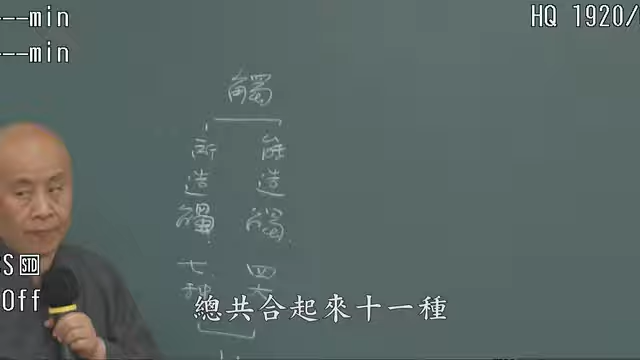 ---min
HQ 1920/
---min
觸
能造觸 四大
所造觸 七種
S STD
Off
總共合起來十一種